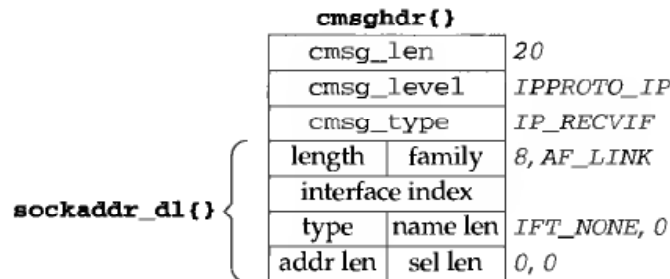 cmsghdr{}
cmsg_len 20
cmsg_level IPPROTO_IP
cmsg_type IP_RECVIF
length family 8, AF_LINK
interface index
sockaddr_dl{}
type name len IFT_NONE, 0
addr len sel len 0, 0